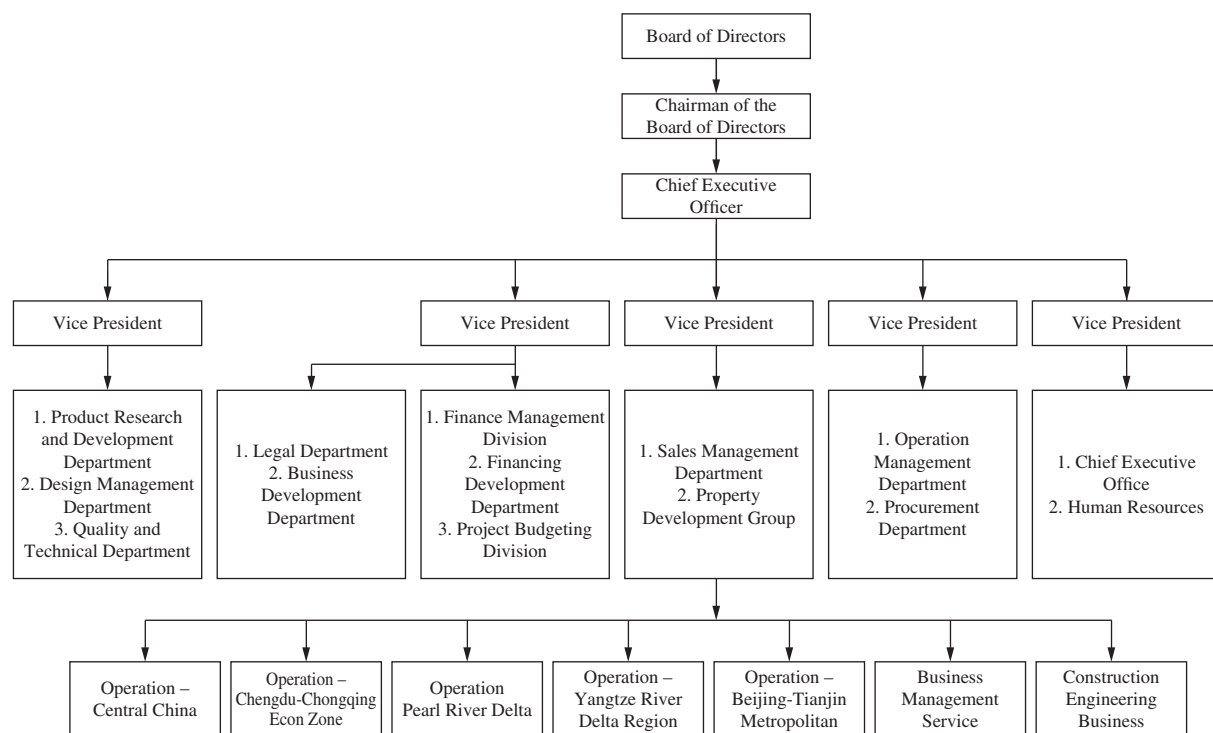 Board of Directors
Chairman of the
Board of Directors
Chief Executive
Officer
Vice President
Vice President
Vice President
Vice President
Vice President
1. Product Research
and Development
Department
2. Design Management
Department
3. Quality and
Technical Department
1. Legal Department
2. Business
Development
Department
1. Finance Management
Division
2. Financing
Development
Department
3. Project Budgeting
Division
1. Sales Management
Department
2. Property
Development Group
1. Operation
Management
Department
2. Procurement
Department
1. Chief Executive
Office
2. Human Resources
Operation –
Central China
Operation –
Chengdu-Chongqing
Econ Zone
Operation
Pearl River Delta
Operation –
Yangtze River
Delta Region
Operation –
Beijing-Tianjin
Metropolitan
Business
Management
Service
Construction
Engineering
Business